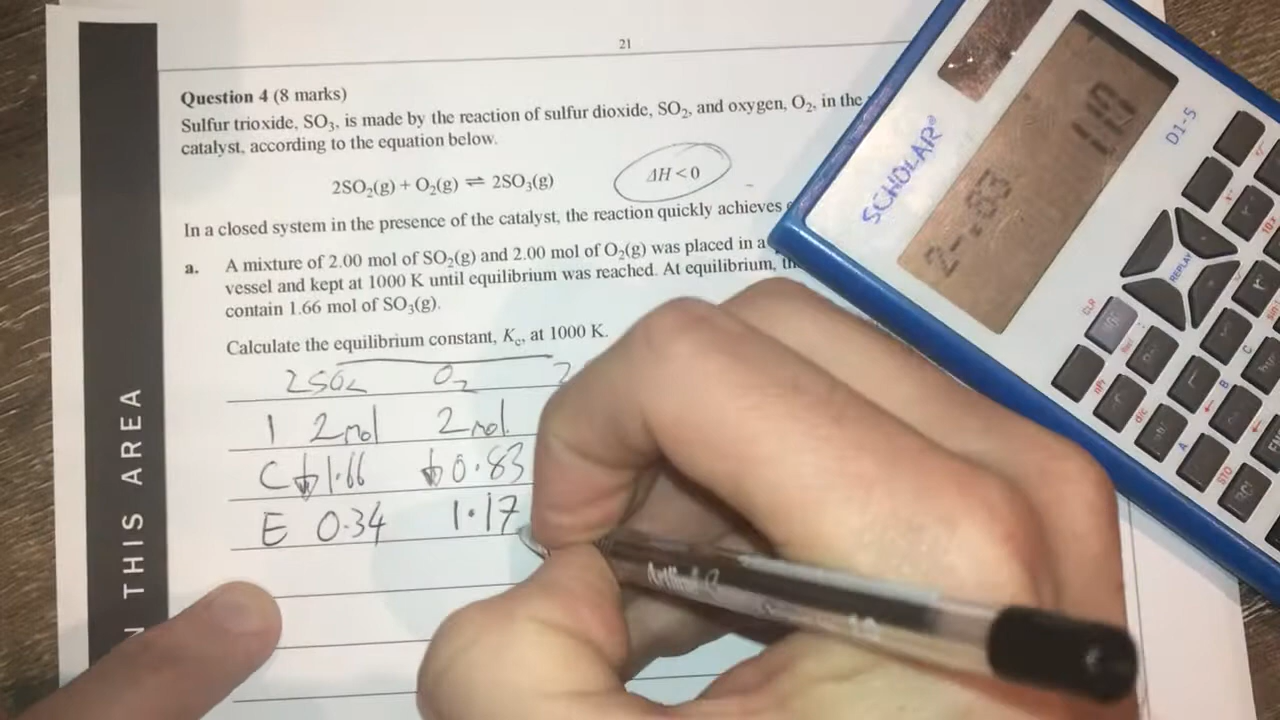 21
Question 4 (8 marks)
Sulfur trioxide, SO₃, is made by the reaction of sulfur dioxide, SO₂, and oxygen, O₂, in the
catalyst, according to the equation below.
2SO₂(g) + O₂(g) ⇌ 2SO₃(g)
ΔH < 0
In a closed system in the presence of the catalyst, the reaction quickly achieves
a. A mixture of 2.00 mol of SO₂(g) and 2.00 mol of O₂(g) was placed in a
vessel and kept at 1000 K until equilibrium was reached. At equilibrium,
contain 1.66 mol of SO₃(g).
Calculate the equilibrium constant, K꜀, at 1000 K.
2SO₂ O₂ 2
I 2mol 2mol.
C ↓1.66 ↓0.83
E 0.34 1.17
THIS AREA
SCHOLAR®
D1-S
2-.83
REPLAY
CLR
nPr
d/c
A
B
C
STO
RCL